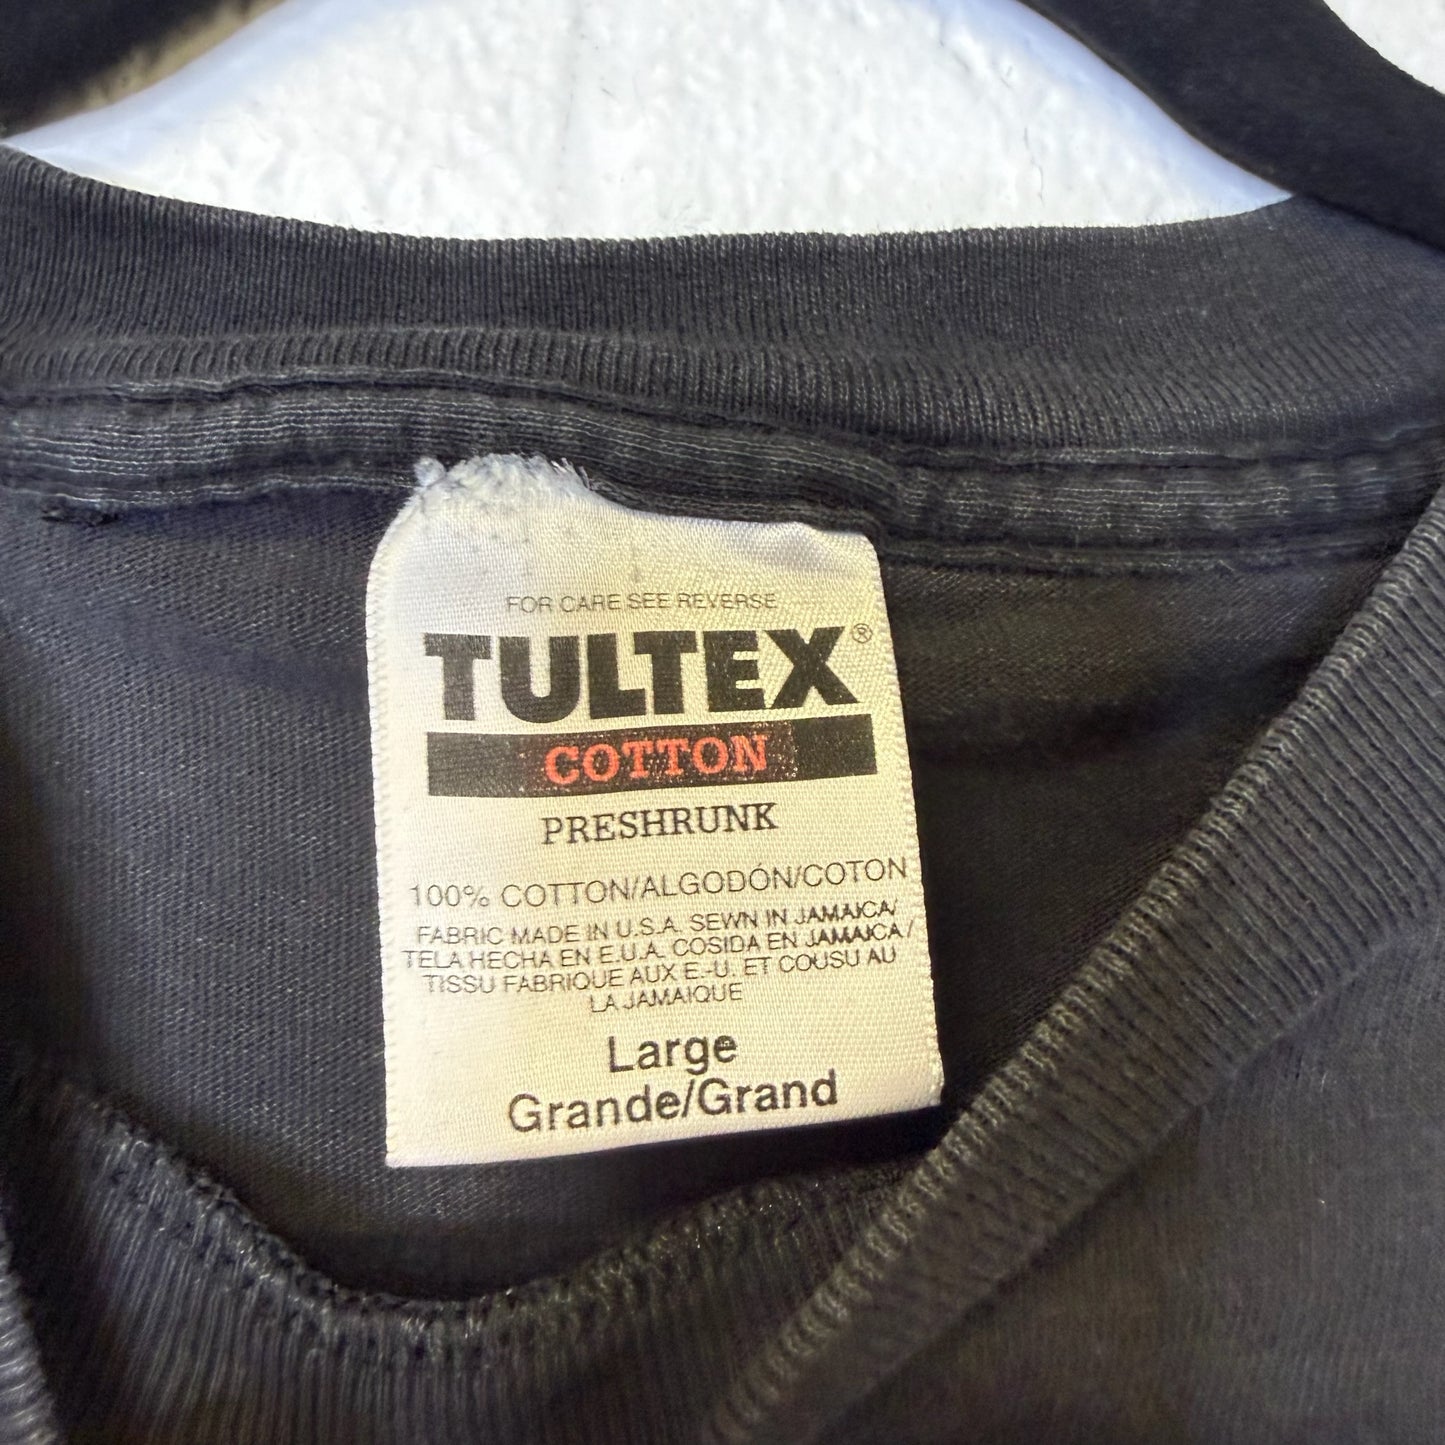 FOR CARE SEE REVERSE
TULTEX®
COTTON
PRESHRUNK
100% COTTON/ALGODÓN/COTON
FABRIC MADE IN U.S.A. SEWN IN JAMAICA/
TELA HECHA EN E.U.A. COSIDA EN JAMAICA/
TISSU FABRIQUE AUX E.-U. ET COUSU AU
LA JAMAIQUE
Large
Grande/Grand